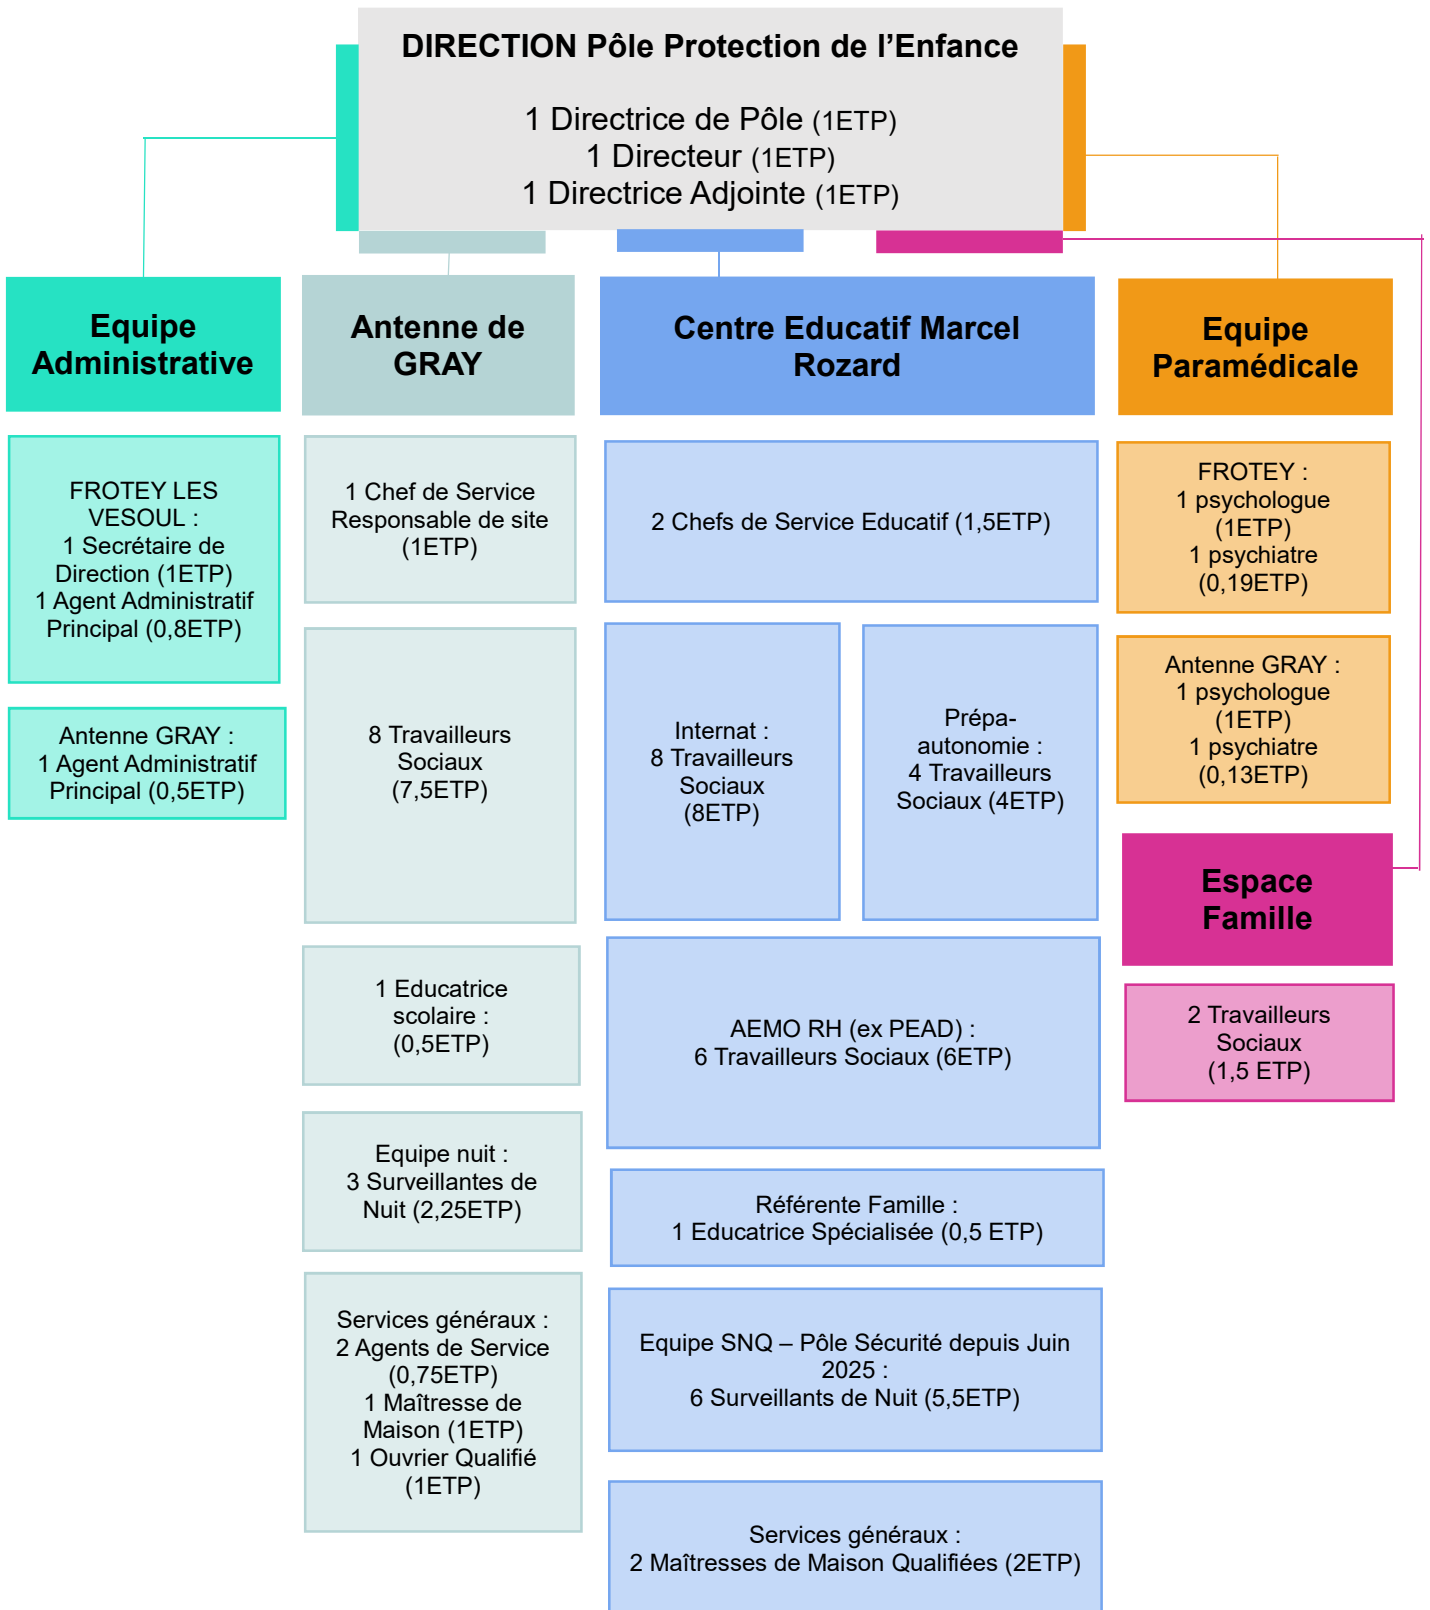 DIRECTION Pôle Protection de l’Enfance
1 Directrice de Pôle (1ETP)
1 Directeur (1ETP)
1 Directrice Adjointe (1ETP)
Equipe
Administrative
FROTEY LES
VESOUL :
1 Secrétaire de
Direction (1ETP)
1 Agent Administratif
Principal (0,8ETP)
Antenne GRAY :
1 Agent Administratif
Principal (0,5ETP)
Antenne de
GRAY
1 Chef de Service
Responsable de site
(1ETP)
8 Travailleurs
Sociaux
(7,5ETP)
1 Educatrice
scolaire :
(0,5ETP)
Equipe nuit :
3 Surveillantes de
Nuit (2,25ETP)
Services généraux :
2 Agents de Service
(0,75ETP)
1 Maîtresse de
Maison (1ETP)
1 Ouvrier Qualifié
(1ETP)
Centre Educatif Marcel
Rozard
2 Chefs de Service Educatif (1,5ETP)
Internat :
8 Travailleurs
Sociaux
(8ETP)
Prépa-
autonomie :
4 Travailleurs
Sociaux (4ETP)
AEMO RH (ex PEAD) :
6 Travailleurs Sociaux (6ETP)
Référente Famille :
1 Educatrice Spécialisée (0,5 ETP)
Equipe SNQ – Pôle Sécurité depuis Juin
2025 :
6 Surveillants de Nuit (5,5ETP)
Services généraux :
2 Maîtresses de Maison Qualifiées (2ETP)
Equipe
Paramédicale
FROTEY :
1 psychologue
(1ETP)
1 psychiatre
(0,19ETP)
Antenne GRAY :
1 psychologue
(1ETP)
1 psychiatre
(0,13ETP)
Espace
Famille
2 Travailleurs
Sociaux
(1,5 ETP)